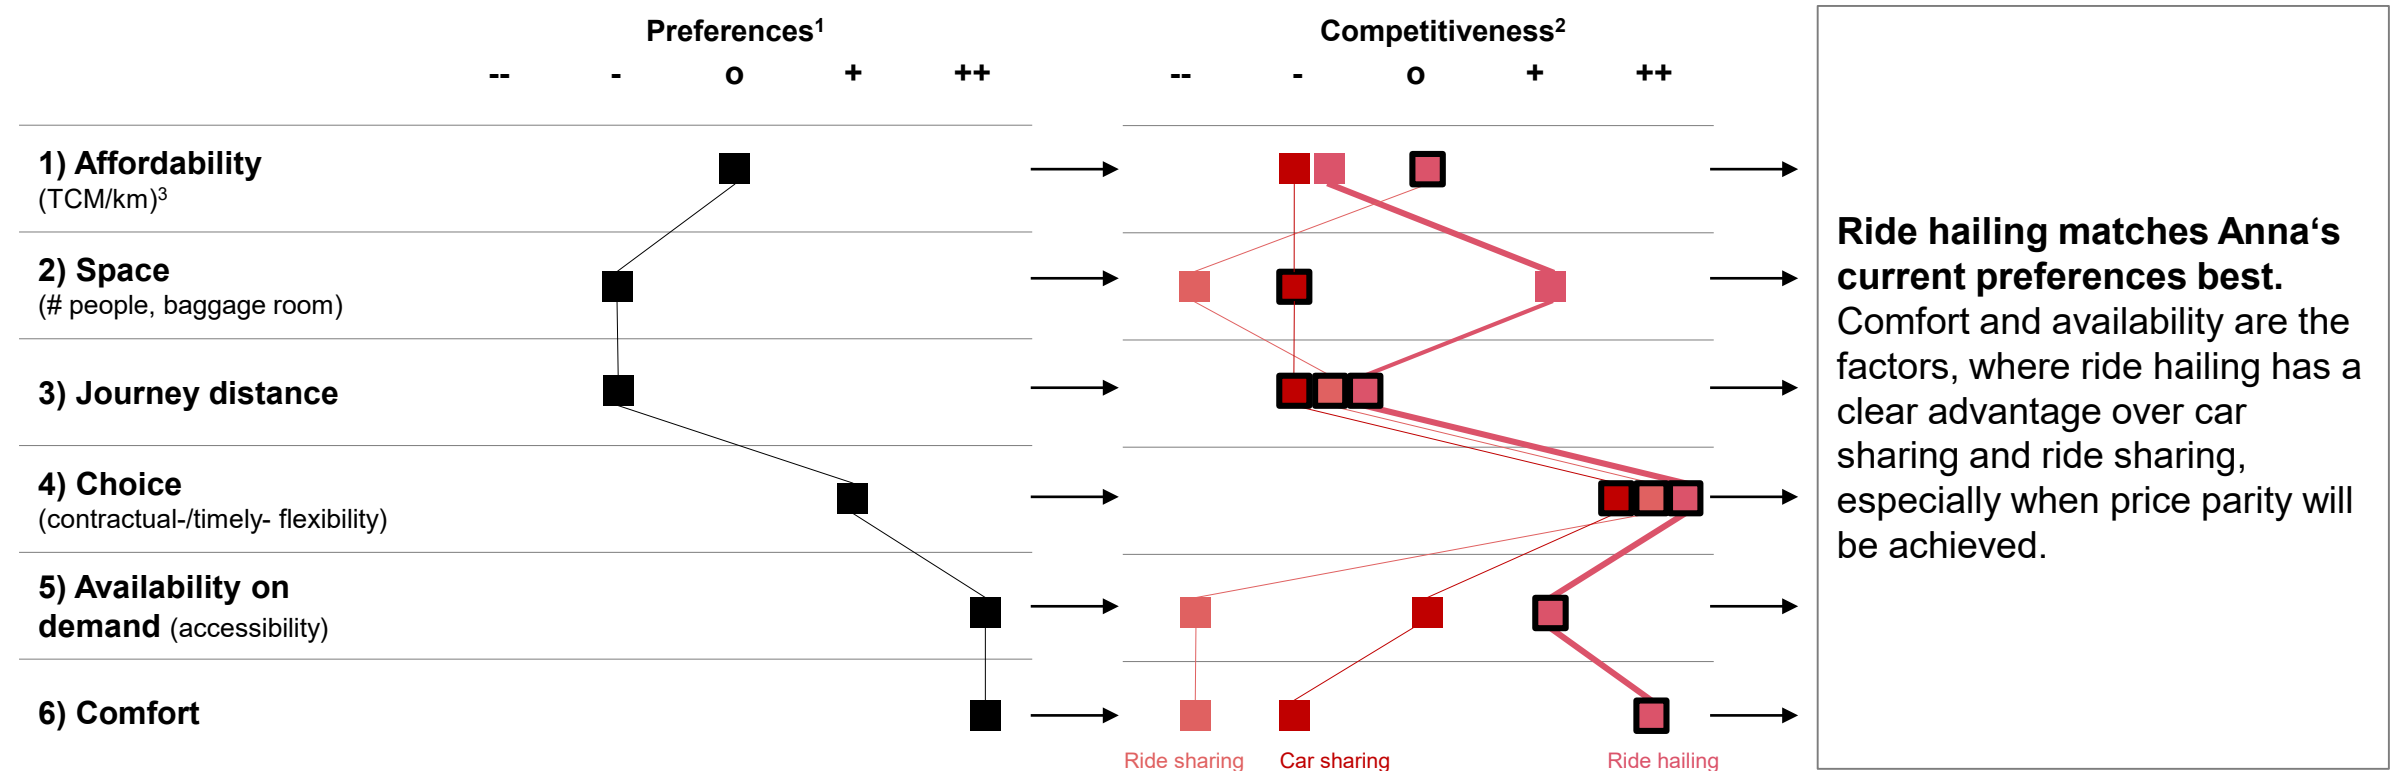 Preferences¹
Competitiveness²
-- - o + ++
-- - o + ++
1) Affordability
(TCM/km)³
2) Space
(# people, baggage room)
3) Journey distance
4) Choice
(contractual-/timely- flexibility)
5) Availability on
demand (accessibility)
6) Comfort
Ride sharing
Car sharing
Ride hailing
Ride hailing matches Anna‘s
current preferences best.
Comfort and availability are the
factors, where ride hailing has a
clear advantage over car
sharing and ride sharing,
especially when price parity will
be achieved.